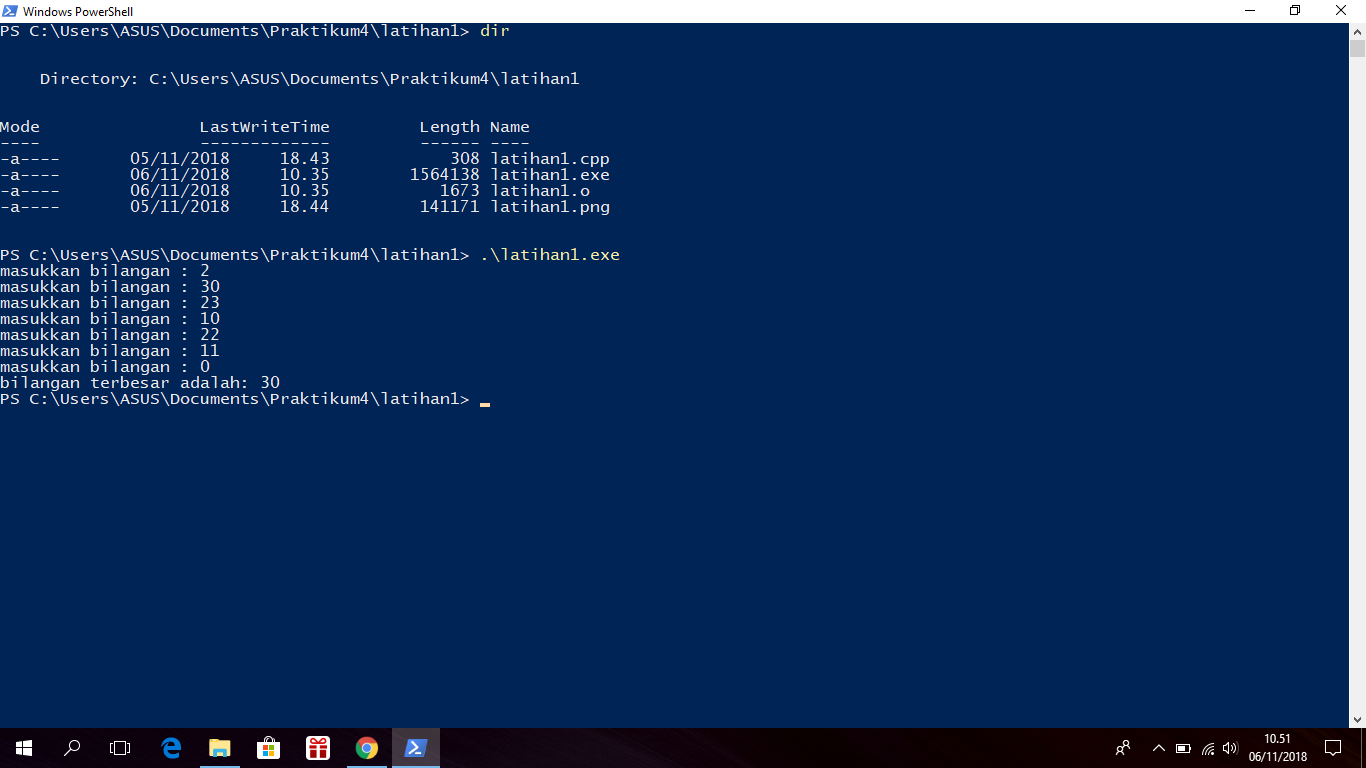 Windows PowerShell
PS C:\Users\ASUS\Documents\Praktikum4\latihan1> dir
Directory: C:\Users\ASUS\Documents\Praktikum4\latihan1
Mode LastWriteTime Length Name
---- ------------- ------ ----
-a---- 05/11/2018 18.43 308 latihan1.cpp
-a---- 06/11/2018 10.35 1564138 latihan1.exe
-a---- 06/11/2018 10.35 1673 latihan1.o
-a---- 05/11/2018 18.44 141171 latihan1.png
PS C:\Users\ASUS\Documents\Praktikum4\latihan1> .\latihan1.exe
masukkan bilangan : 2
masukkan bilangan : 30
masukkan bilangan : 23
masukkan bilangan : 10
masukkan bilangan : 22
masukkan bilangan : 11
masukkan bilangan : 0
bilangan terbesar adalah: 30
PS C:\Users\ASUS\Documents\Praktikum4\latihan1>
10.51
06/11/2018